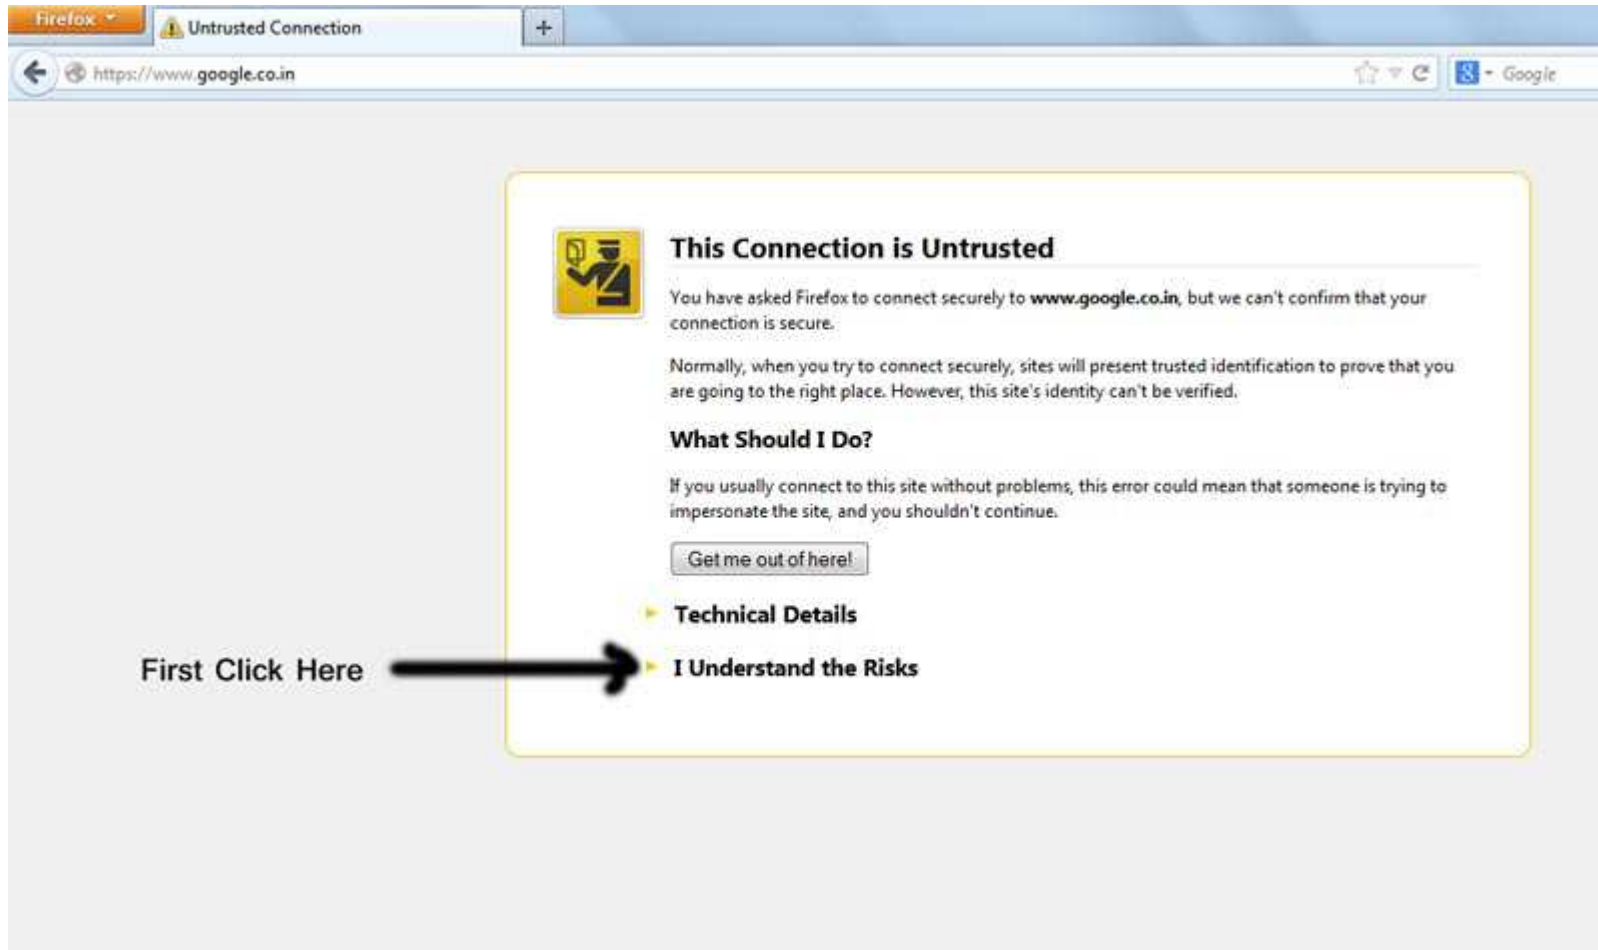 Firefox
Untrusted Connection
https://www.google.co.in
Google
This Connection is Untrusted
You have asked Firefox to connect securely to www.google.co.in, but we can't confirm that your
connection is secure.
Normally, when you try to connect securely, sites will present trusted identification to prove that you
are going to the right place. However, this site's identity can't be verified.
What Should I Do?
If you usually connect to this site without problems, this error could mean that someone is trying to
impersonate the site, and you shouldn't continue.
Get me out of here!
Technical Details
First Click Here
I Understand the Risks